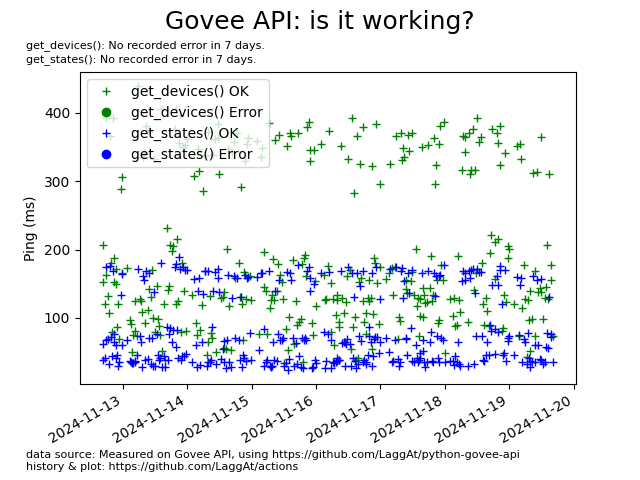 Govee API: is it working?
get_devices(): No recorded error in 7 days.
get_states(): No recorded error in 7 days.
get_devices() OK
get_devices() Error
get_states() OK
get_states() Error
Ping (ms)
400
300
200
100
2024-11-13
2024-11-14
2024-11-15
2024-11-16
2024-11-17
2024-11-18
2024-11-19
2024-11-20
data source: Measured on Govee API, using https://github.com/LaggAt/python-govee-api
history & plot: https://github.com/LaggAt/actions